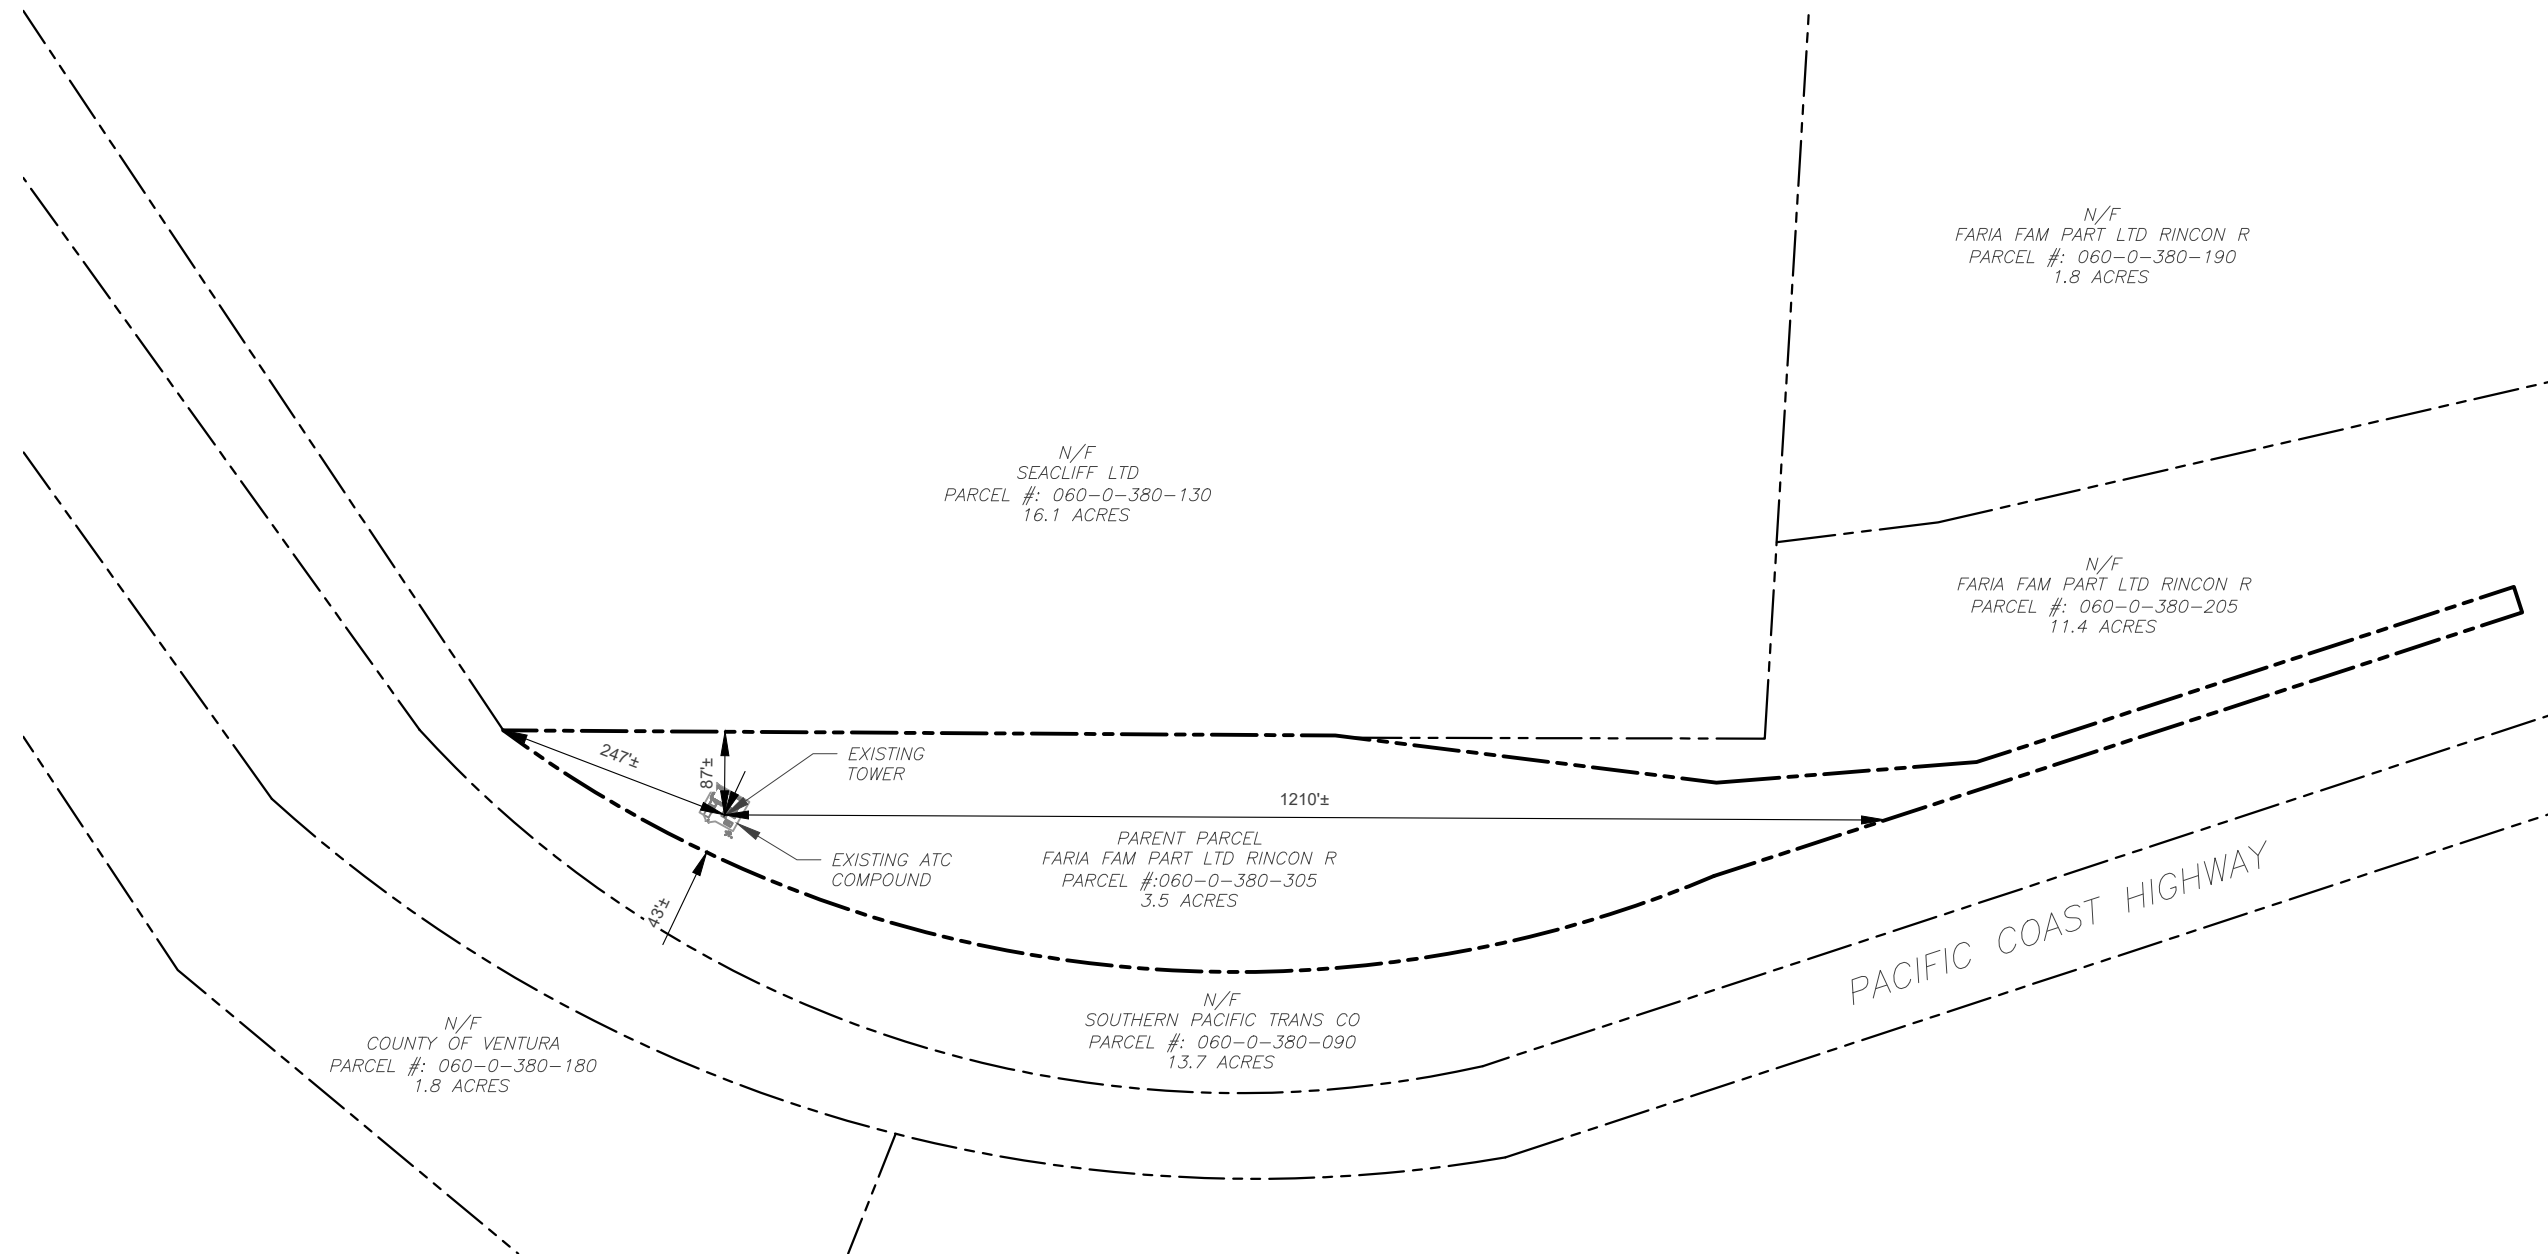 N/F
FARIA FAM PART LTD RINCON R
PARCEL #: 060-0-380-190
1.8 ACRES
N/F
SEACLIFF LTD
PARCEL #: 060-0-380-130
16.1 ACRES
N/F
FARIA FAM PART LTD RINCON R
PARCEL #: 060-0-380-205
11.4 ACRES
247'±
87'±
EXISTING
TOWER
1210'±
EXISTING ATC
COMPOUND
PARENT PARCEL
FARIA FAM PART LTD RINCON R
PARCEL #:060-0-380-305
3.5 ACRES
43'±
PACIFIC COAST HIGHWAY
N/F
SOUTHERN PACIFIC TRANS CO
PARCEL #: 060-0-380-090
13.7 ACRES
N/F
COUNTY OF VENTURA
PARCEL #: 060-0-380-180
1.8 ACRES